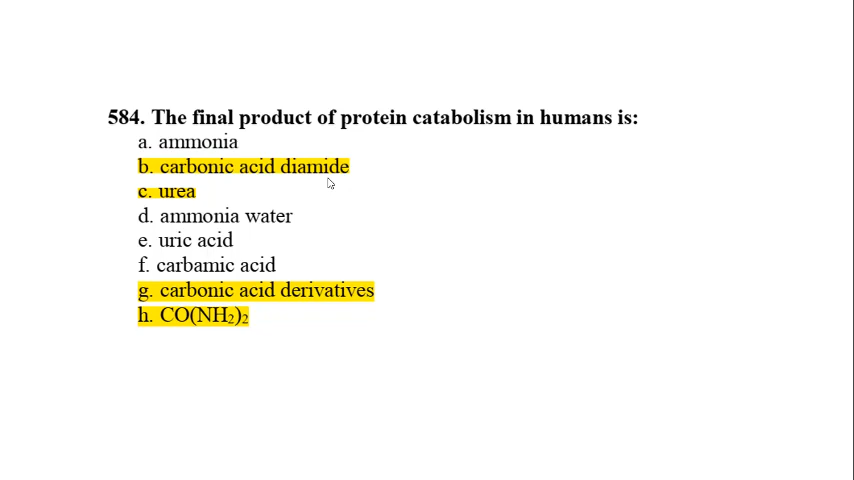 584. The final product of protein catabolism in humans is:
a. ammonia
b. carbonic acid diamide
c. urea
d. ammonia water
e. uric acid
f. carbamic acid
g. carbonic acid derivatives
h. CO(NH₂)₂